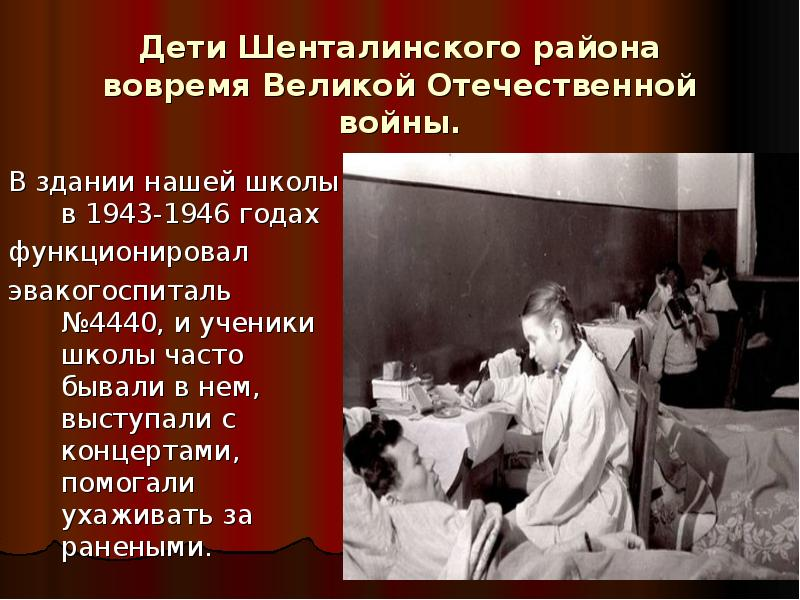 Дети Шенталинского района
вовремя Великой Отечественной
войны.
В здании нашей школы
в 1943-1946 годах
функционировал
эвакогоспиталь
№4440, и ученики
школы часто
бывали в нем,
выступали с
концертами,
помогали
ухаживать за
ранеными.